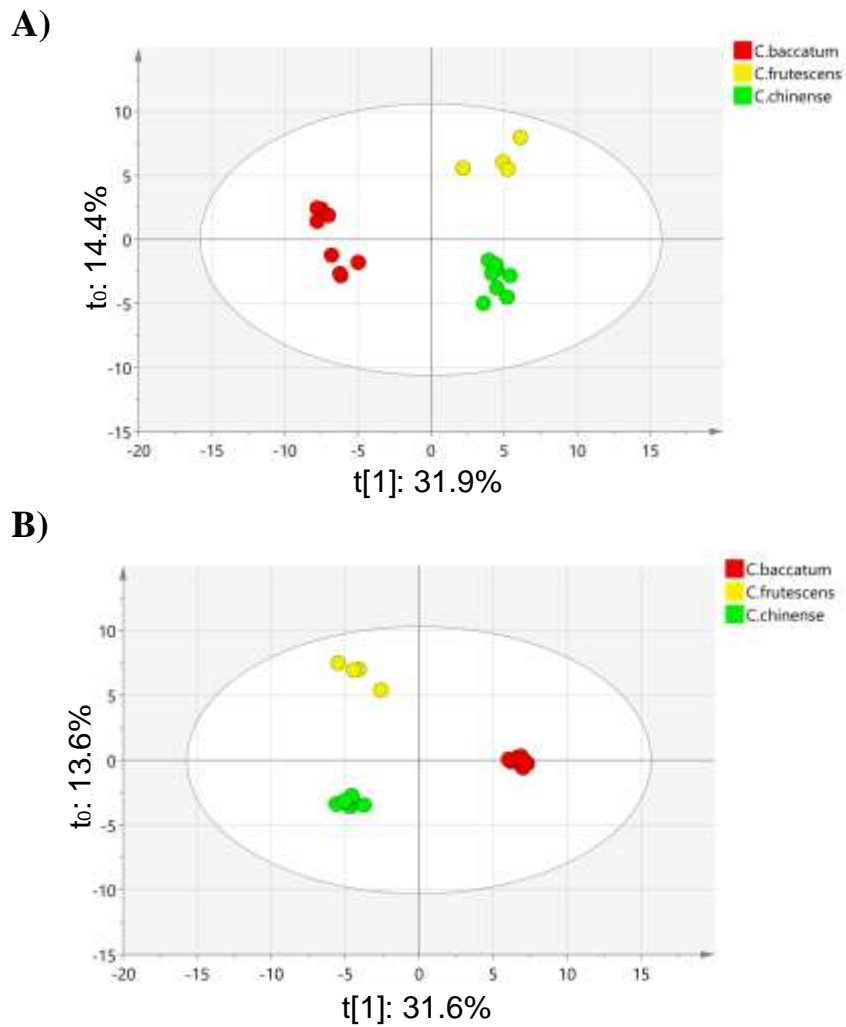 A)
C.baccatum
C.frutescens
C.chinense
10
5
0
-5
-10
-15
t0: 14.4%
-20 -15 -10 -5 0 5 10 15
t[1]: 31.9%
B)
C.baccatum
C.frutescens
C.chinense
10
5
0
-5
-10
-15
t0: 13.6%
-20 -15 -10 -5 0 5 10 15
t[1]: 31.6%